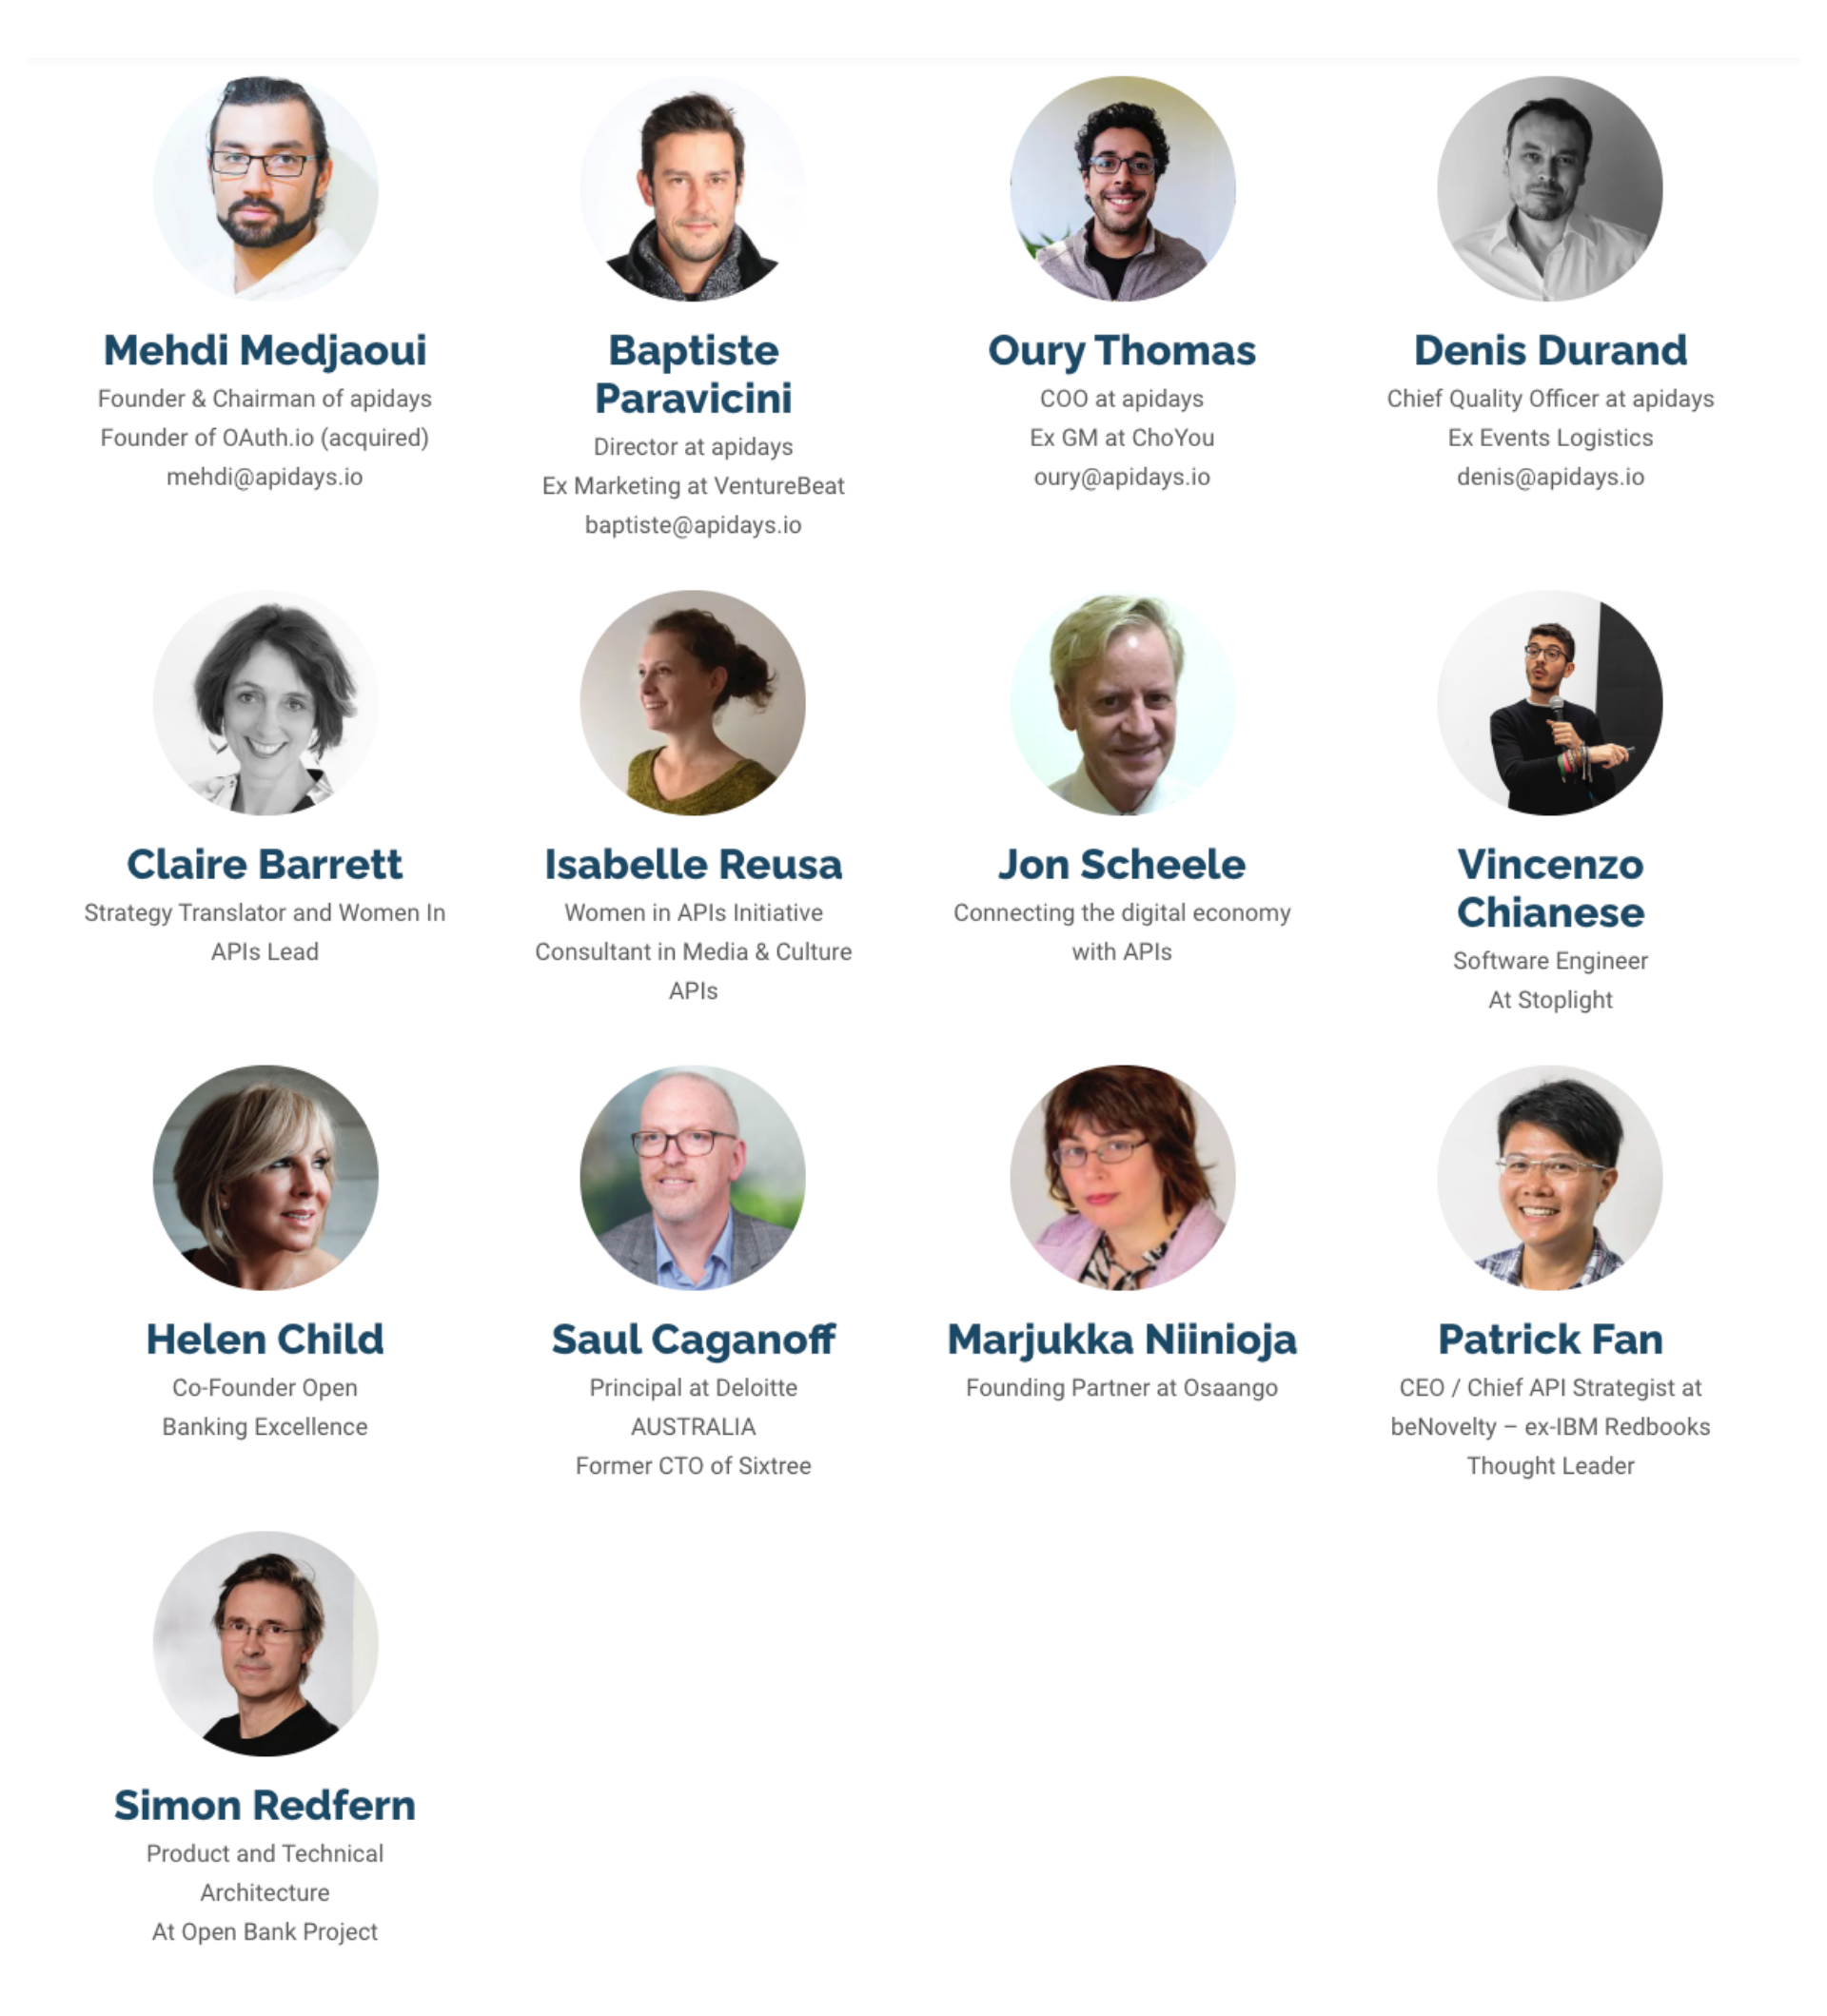 Mehdi Medjaoui
Founder & Chairman of apidays
Founder of OAuth.io (acquired)
mehdi@apidays.io
Baptiste
Paravicini
Director at apidays
Ex Marketing at VentureBeat
baptiste@apidays.io
Oury Thomas
COO at apidays
Ex GM at ChoYou
oury@apidays.io
Denis Durand
Chief Quality Officer at apidays
Ex Events Logistics
denis@apidays.io
Claire Barrett
Strategy Translator and Women In
APIs Lead
Isabelle Reusa
Women in APIs Initiative
Consultant in Media & Culture
APIs
Jon Scheele
Connecting the digital economy
with APIs
Vincenzo
Chianese
Software Engineer
At Stoplight
Helen Child
Co-Founder Open
Banking Excellence
Saul Caganoff
Principal at Deloitte
AUSTRALIA
Former CTO of Sixtree
Marjukka Niinioja
Founding Partner at Osaango
Patrick Fan
CEO / Chief API Strategist at
beNovelty – ex-IBM Redbooks
Thought Leader
Simon Redfern
Product and Technical
Architecture
At Open Bank Project